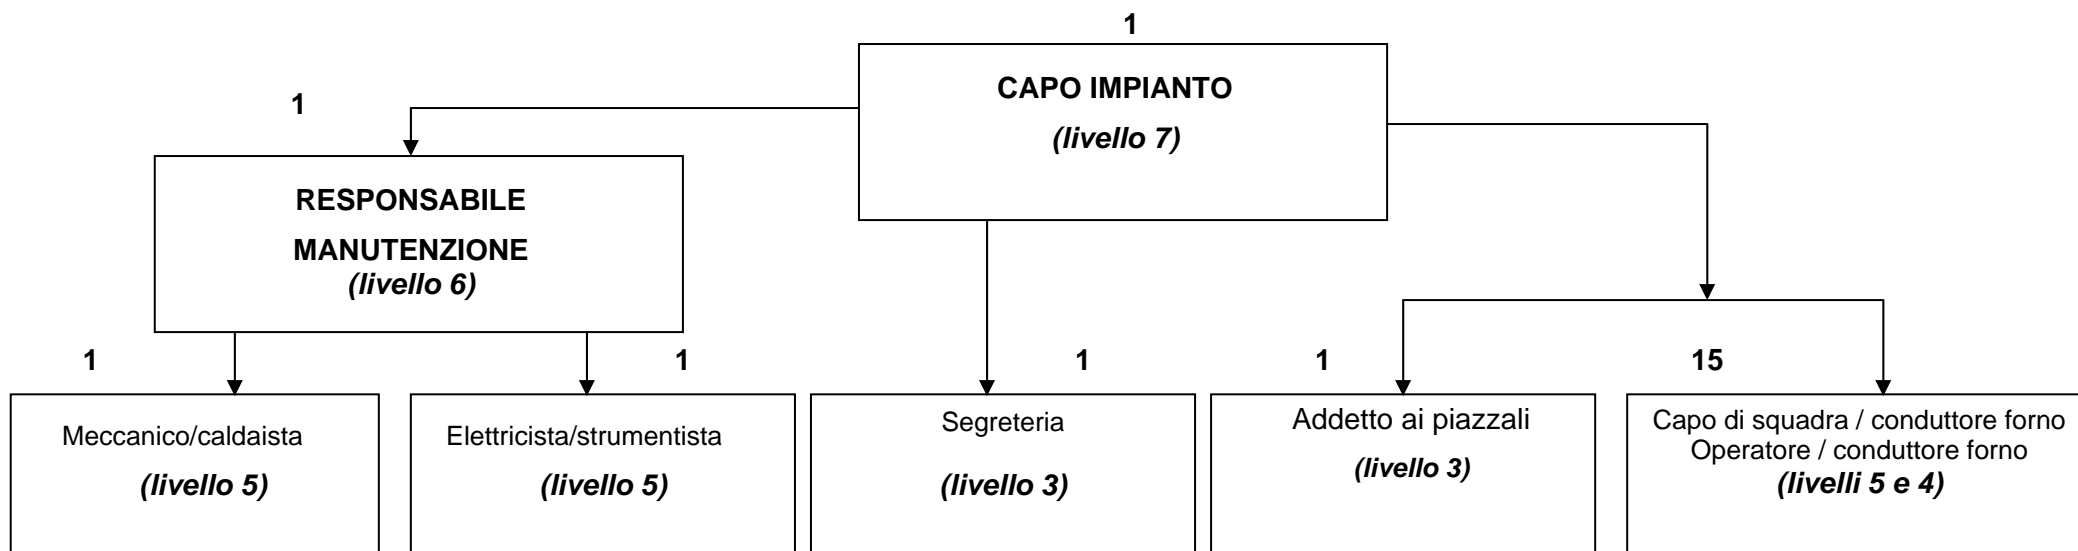 1
CAPO IMPIANTO
(livello 7)
1
RESPONSABILE
MANUTENZIONE
(livello 6)
1
Meccanico/caldaista
(livello 5)
1
Elettricista/strumentista
(livello 5)
1
Segreteria
(livello 3)
1
Addetto ai piazzali
(livello 3)
15
Capo di squadra / conduttore forno
Operatore / conduttore forno
(livelli 5 e 4)